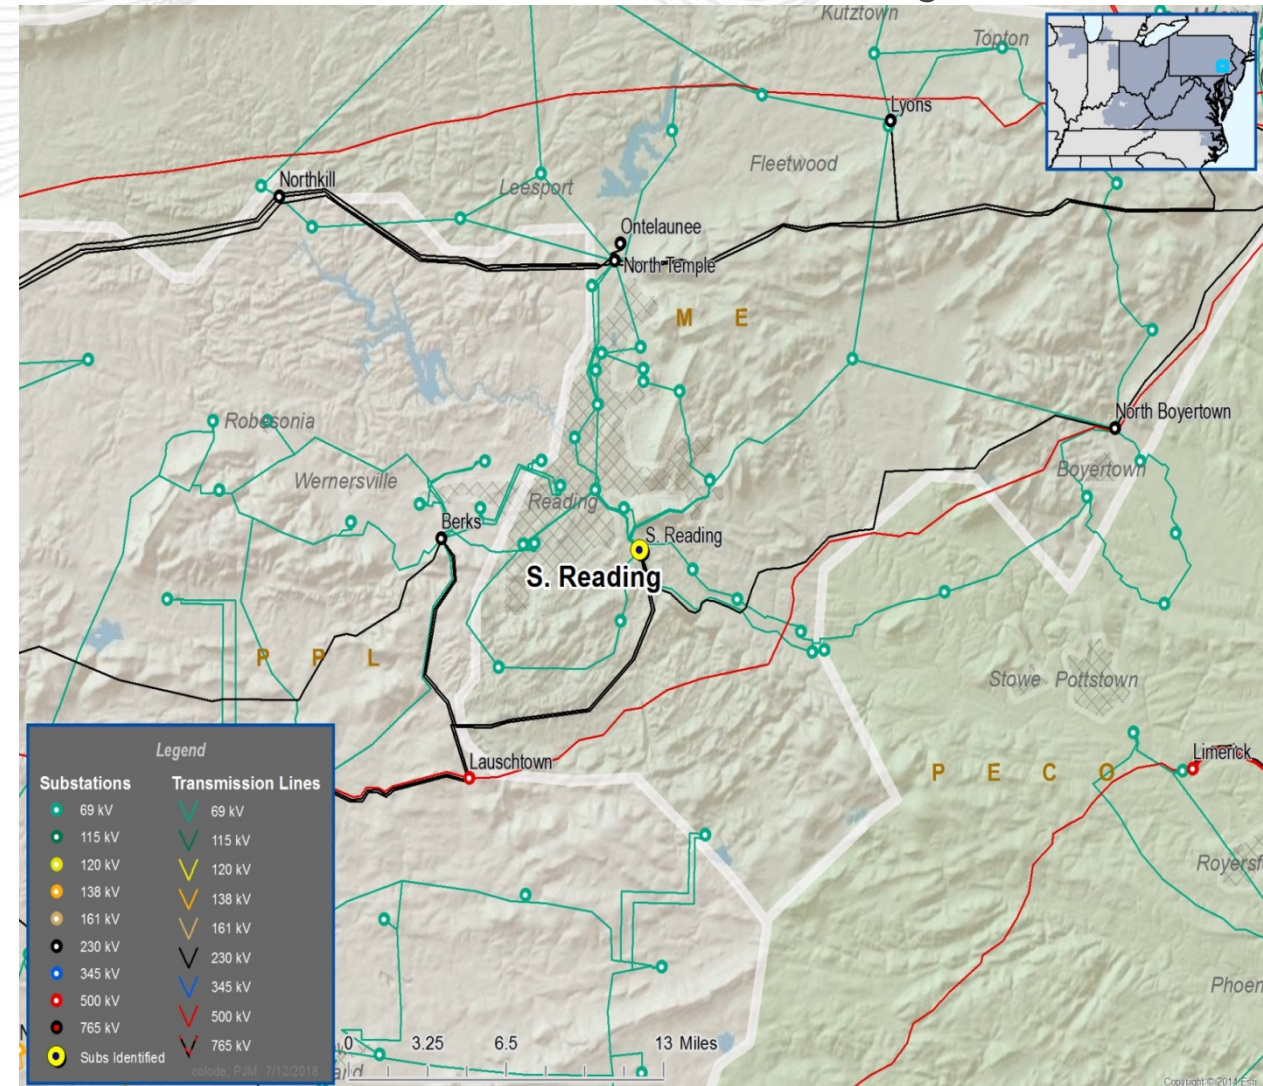 Kutztown
Topton
Lyons
Fleetwood
Northkill
Leesport
Ontelaunee
North Temple
M E
Robesonia
North Boyertown
Wernersville
Boyertown
Reading
Berks
S. Reading
S. Reading
P P L
Stowe Pottstown
Lauschtown
Limerick
P E C O
Legend
Substations Transmission Lines
69 kV 69 kV
115 kV 115 kV
120 kV 120 kV
138 kV 138 kV
161 kV 161 kV
230 kV 230 kV
345 kV 345 kV
500 kV 500 kV
765 kV 765 kV
Subs Identified
colode, PJM 7/12/2018
0 3.25 6.5 13 Miles
Royersf
Phoen
Copyright:© 2014 Esri